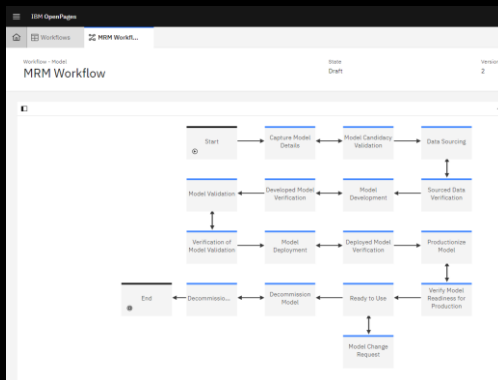 IBM OpenPages
Workflows
MRM Workfl...
Workflow - Model
MRM Workflow
State
Draft
Version
2
Start
Capture Model
Details
Model Candidacy
Validation
Data Sourcing
Model Validation
Developed Model
Verification
Model
Development
Sourced Data
Verification
Verification of
Model Validation
Model
Deployment
Deployed Model
Verification
Productionize
Model
End
Decommissio...
Decommission
Model
Ready to Use
Verify Model
Readiness for
Production
Model Change
Request